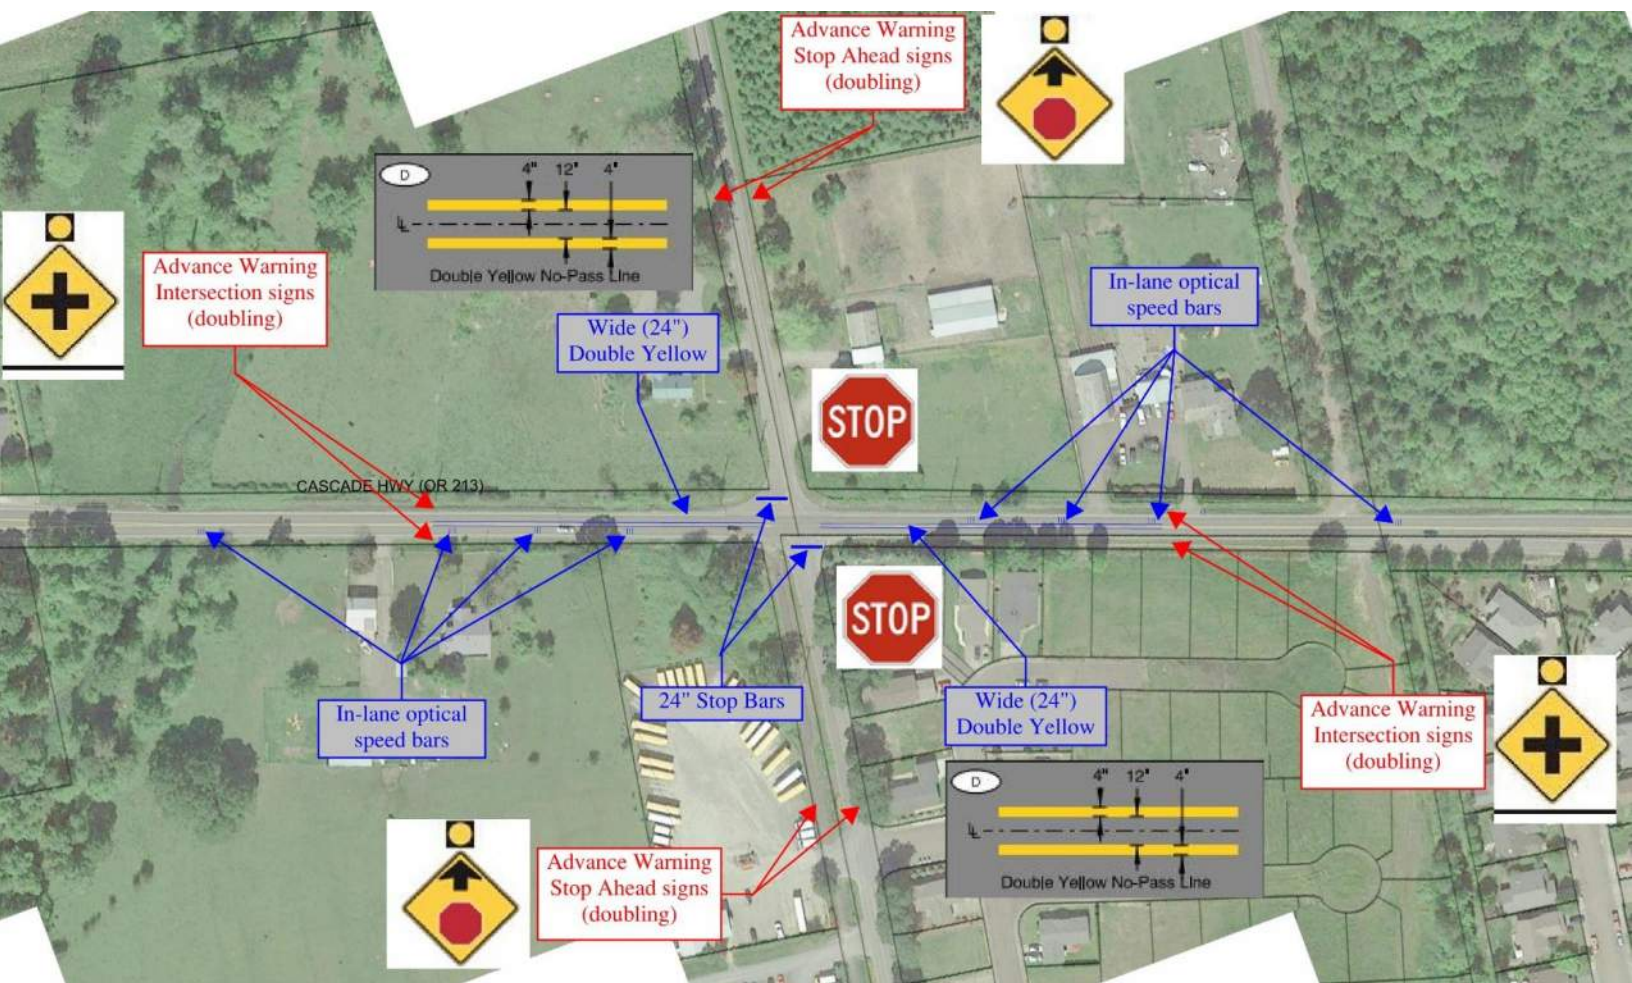 Advance Warning
Stop Ahead signs
(doubling)
D
4" 12" 4"
℄
Double Yellow No-Pass Line
Advance Warning
Intersection signs
(doubling)
In-lane optical
speed bars
Wide (24")
Double Yellow
STOP
CASCADE HWY (OR 213)
STOP
In-lane optical
speed bars
24" Stop Bars
Wide (24")
Double Yellow
Advance Warning
Intersection signs
(doubling)
D
4" 12" 4"
℄
Double Yellow No-Pass Line
Advance Warning
Stop Ahead signs
(doubling)